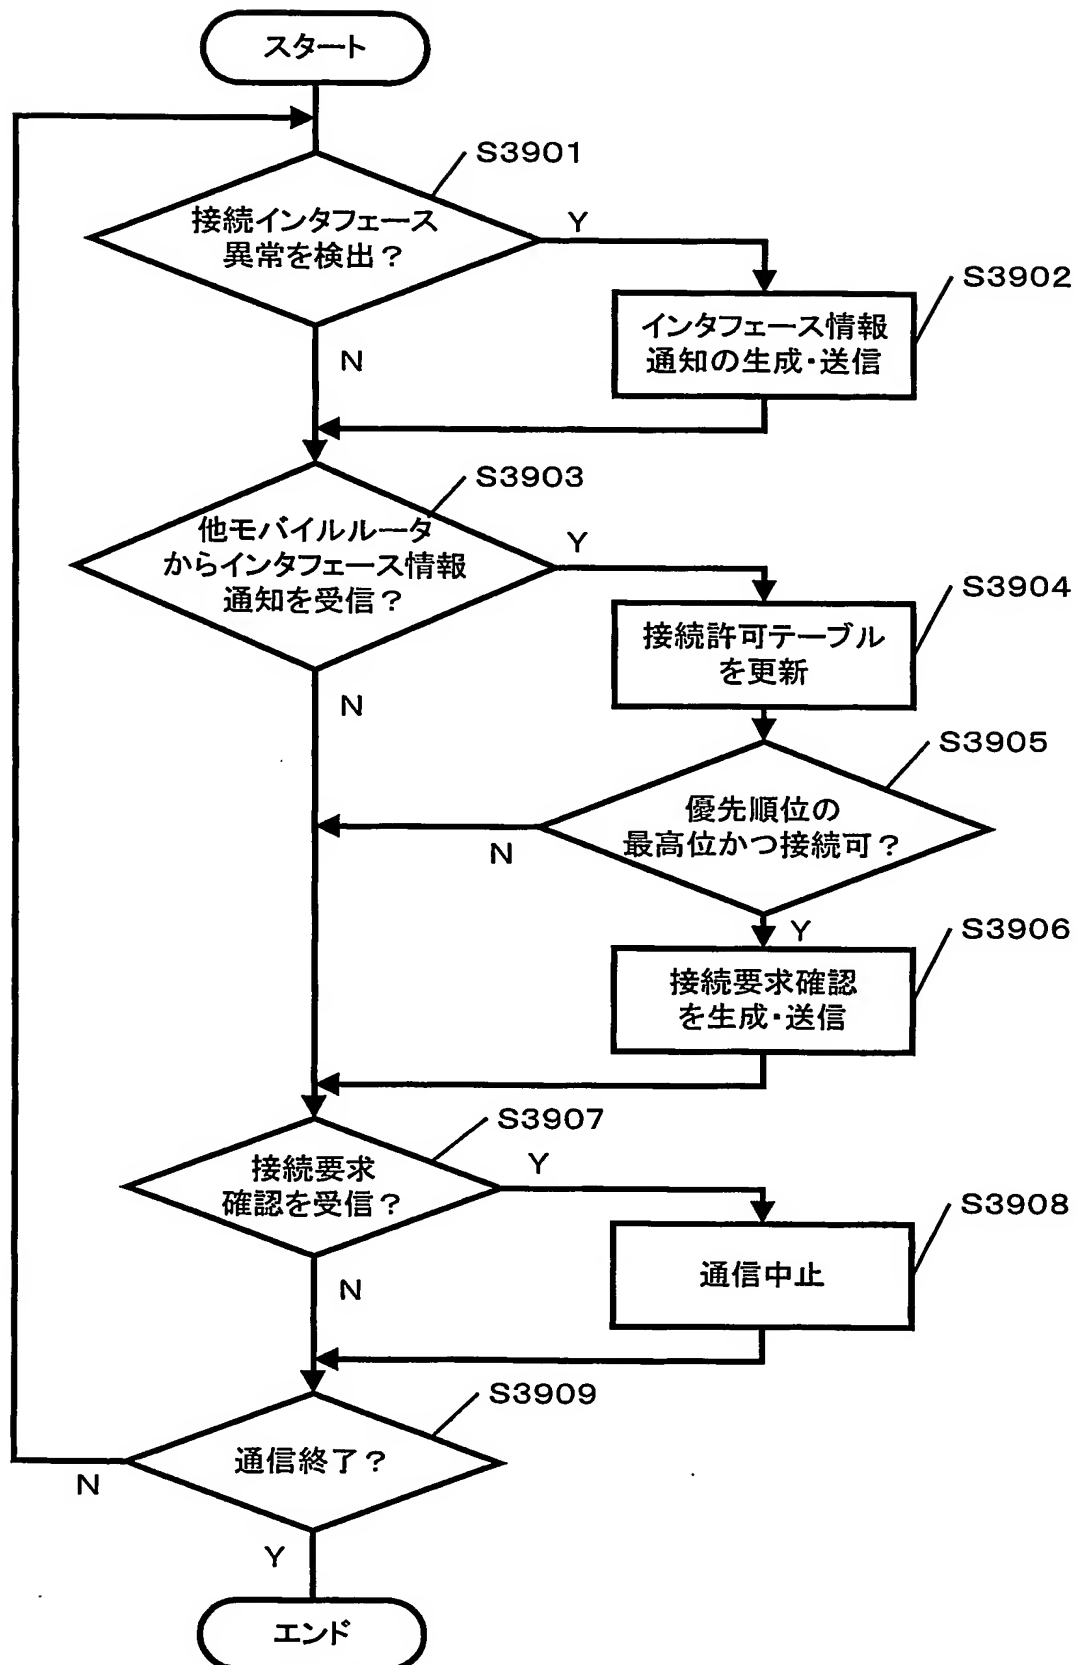 スタート
S3901
接続インタフェース
異常を検出？
Y
S3902
インタフェース情報
通知の生成・送信
N
S3903
他モバイルルータ
からインタフェース情報
通知を受信？
Y
S3904
接続許可テーブル
を更新
N
S3905
優先順位の
最高位かつ接続可？
N
Y
S3906
接続要求確認
を生成・送信
S3907
接続要求
確認を受信？
Y
S3908
通信中止
N
S3909
通信終了？
N
Y
エンド